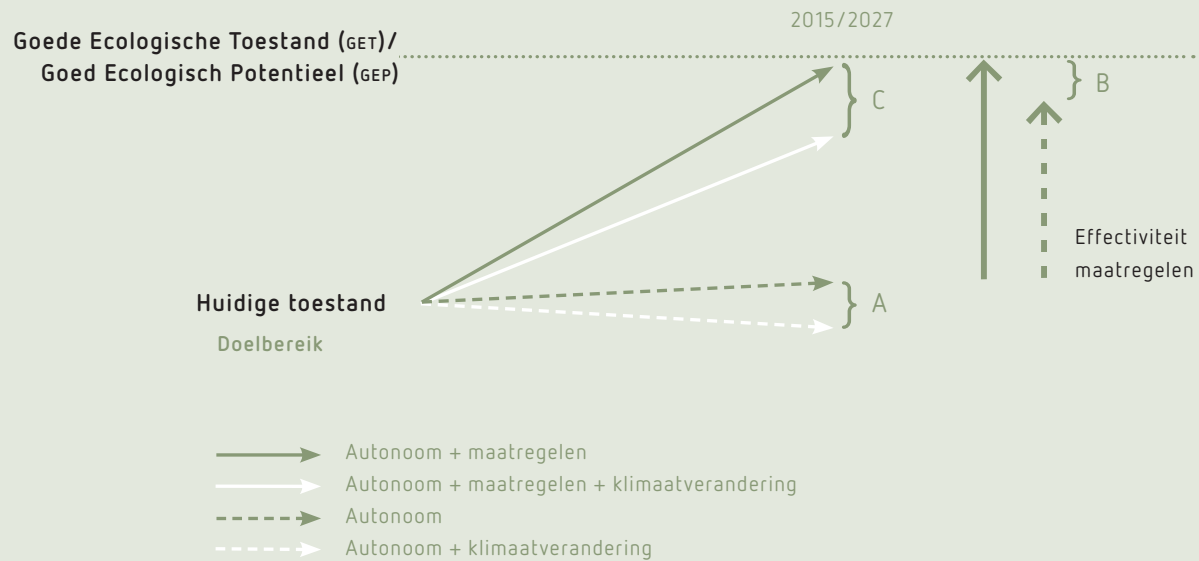 2015/2027
Goede Ecologische Toestand (GET)/
Goed Ecologisch Potentieel (GEP)
B
C
Effectiviteit
maatregelen
Huidige toestand
A
Doelbereik
Autonoom + maatregelen
Autonoom + maatregelen + klimaatverandering
Autonoom
Autonoom + klimaatverandering